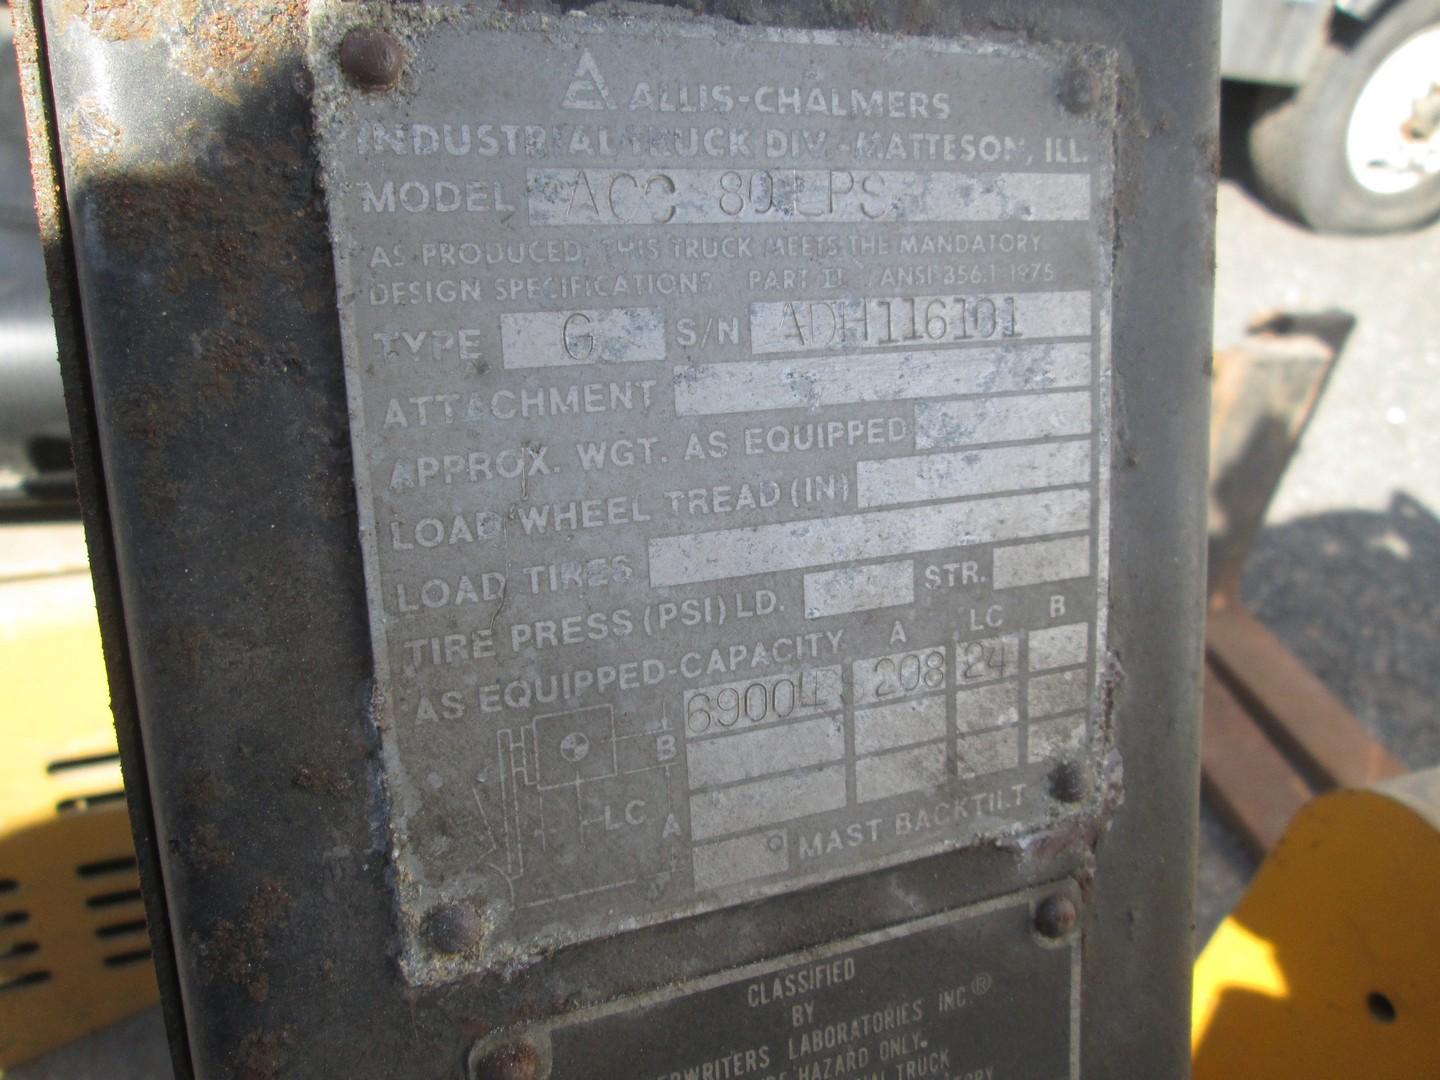 ALLIS-CHALMERS
INDUSTRIAL TRUCK DIV.-MATTESON, ILL.
MODEL ACC 80 LPS
AS PRODUCED, THIS TRUCK MEETS THE MANDATORY
DESIGN SPECIFICATIONS PART II, ANSI B56.1 1975
TYPE G S/N ADH116101
ATTACHMENT
APPROX. WGT. AS EQUIPPED
LOAD WHEEL TREAD (IN)
LOAD TIRES
TIRE PRESS (PSI) LD. STR.
AS EQUIPPED-CAPACITY A LC B
6900 208 24
B
LC
A
° MAST BACKTILT
CLASSIFIED
BY
LABORATORIES INC.®
HAZARD ONLY.
TRUCK